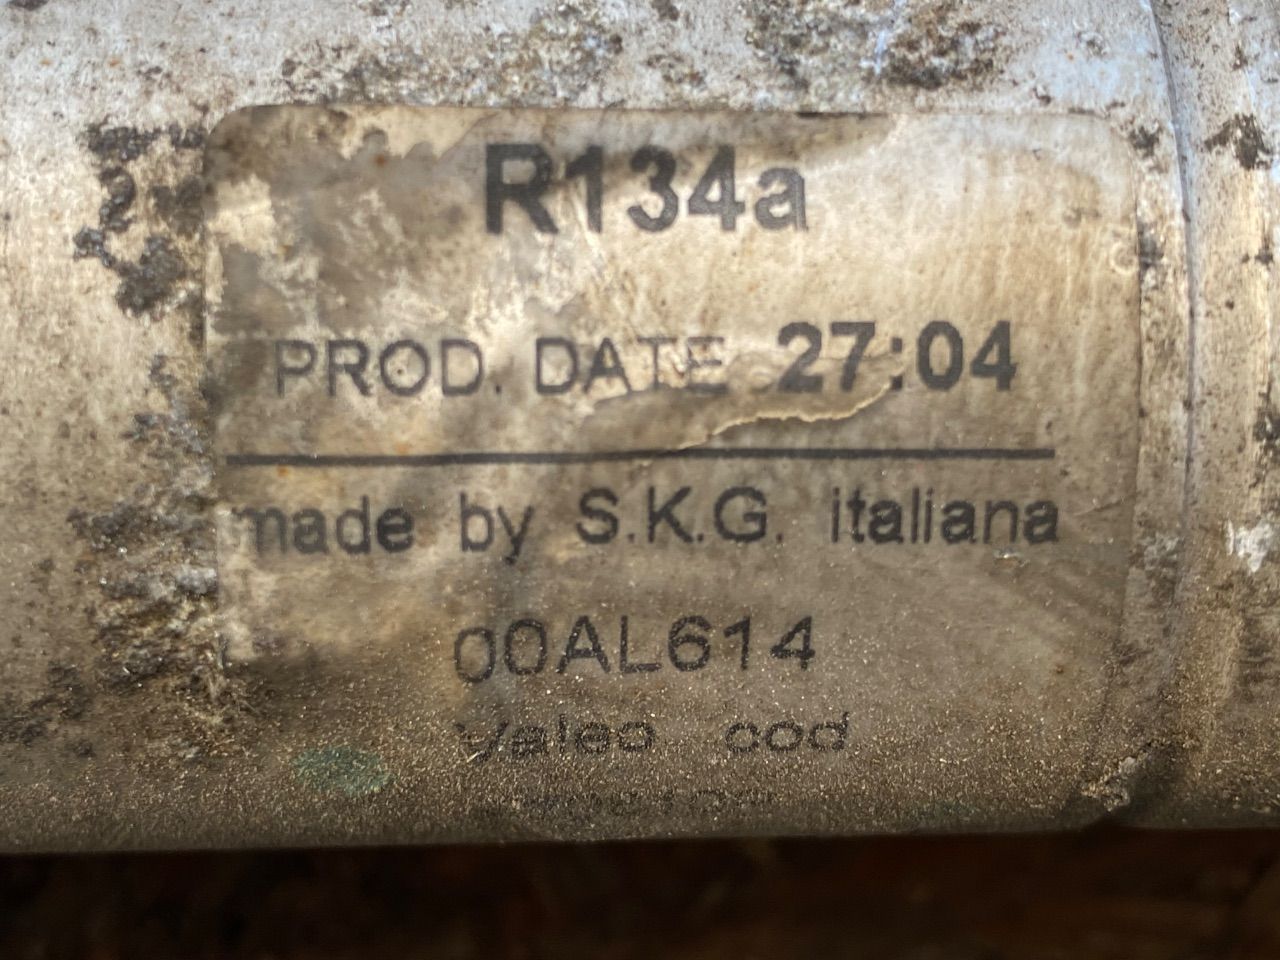 R134a
PROD. DATE 27:04
made by S.K.G. italiana
00AL614
Valeo cod